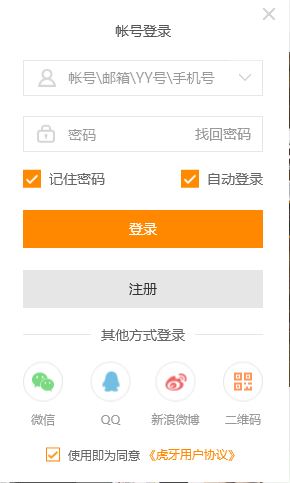 帐号登录
帐号\邮箱\YY号\手机号
密码 找回密码
记住密码 自动登录
登录
注册
其他方式登录
微信 QQ 新浪微博 二维码
使用即为同意 《虎牙用户协议》